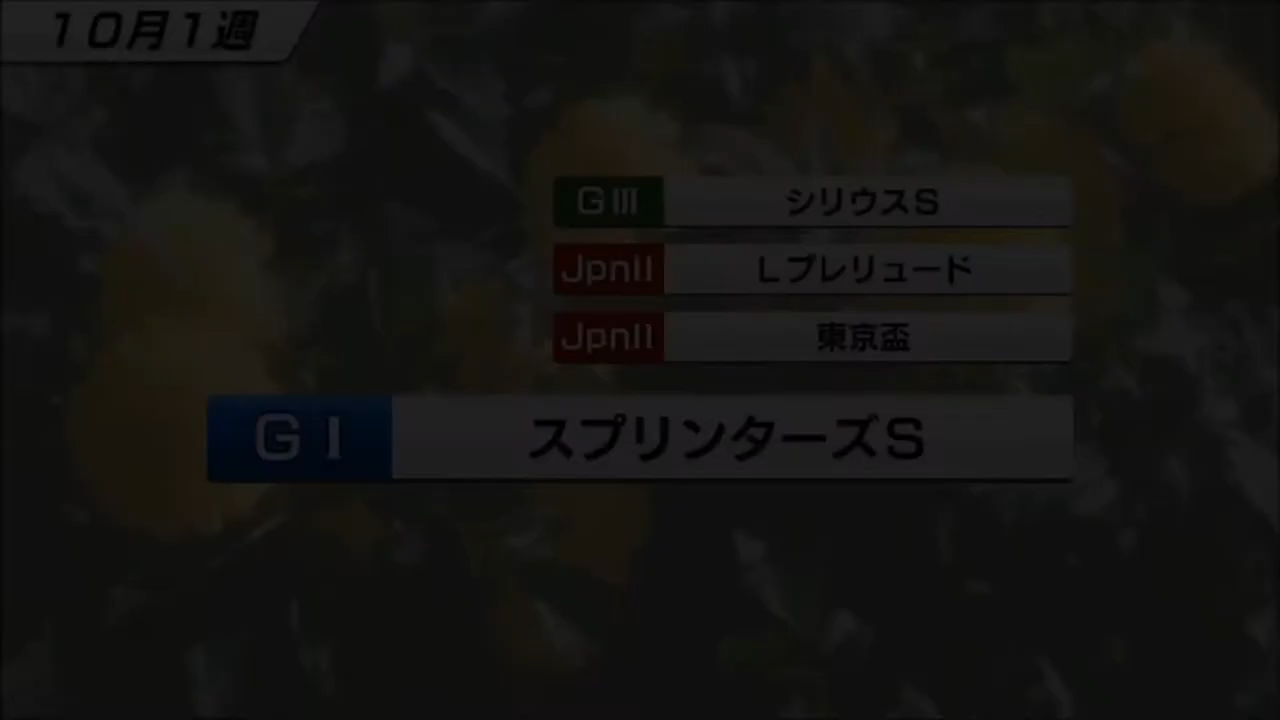 10月1週
GⅢ シリウスS
JpnII Lプレリュード
JpnII 東京盃
GⅠ スプリンターズS